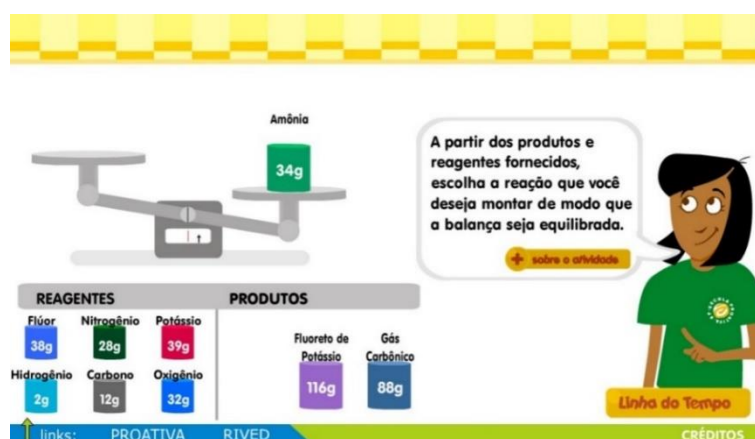 Amônia
34g
A partir dos produtos e
reagentes fornecidos,
escolha a reação que você
deseja montar de modo que
a balança seja equilibrada.
+ sobre a atividade
REAGENTES
PRODUTOS
Flúor
Nitrogênio
Potássio
38g
28g
39g
Hidrogênio
Carbono
Oxigênio
2g
12g
32g
Fluoreto de
Potássio
Gás
Carbônico
116g
88g
Linha do Tempo
links:
PROATIVA
RIVED
CRÉDITOS